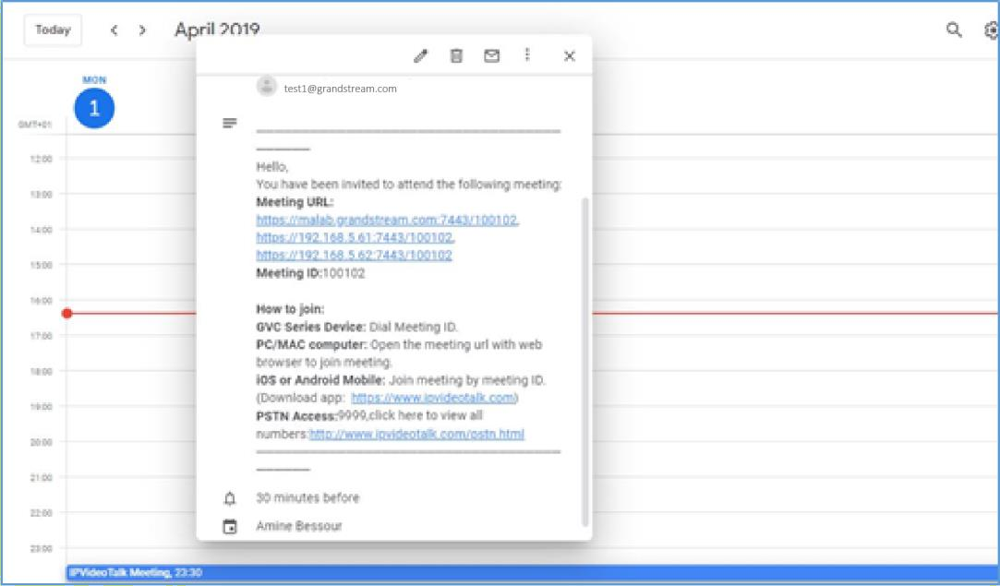 Today
April 2019
MON
1
GMT+01
12:00
13:00
14:00
15:00
16:00
17:00
18:00
19:00
20:00
21:00
22:00
23:00
test1@grandstream.com
Hello,
You have been invited to attend the following meeting:
Meeting URL:
https://malab.grandstream.com:7443/100102,
https://192.168.5.61:7443/100102,
https://192.168.5.62:7443/100102
Meeting ID:100102
How to join:
GVC Series Device: Dial Meeting ID.
PC/MAC computer: Open the meeting url with web
browser to join meeting.
iOS or Android Mobile: Join meeting by meeting ID.
(Download app: https://www.ipvideotalk.com)
PSTN Access:9999,click here to view all
numbers:http://www.ipvideotalk.com/pstn.html
30 minutes before
Amine Bessour
IPVideoTalk Meeting, 23:30